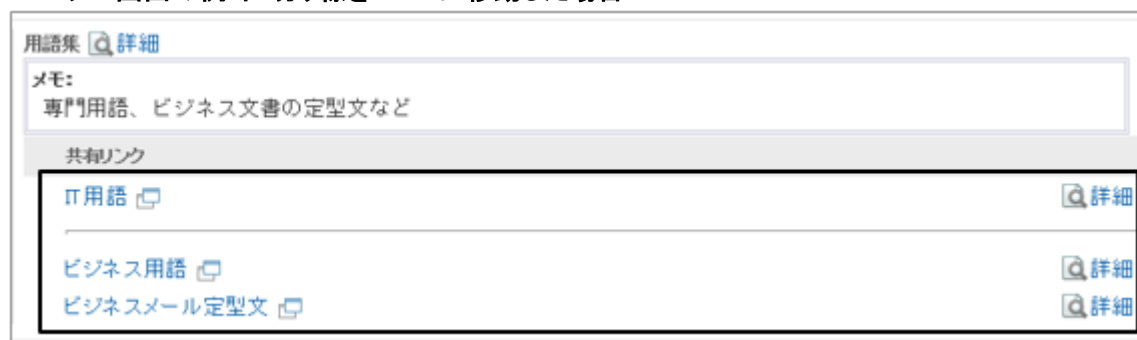 用語集 詳細
メモ:
専門用語、ビジネス文書の定型文など
共有リンク
IT用語 詳細
ビジネス用語 詳細
ビジネスメール定型文 詳細